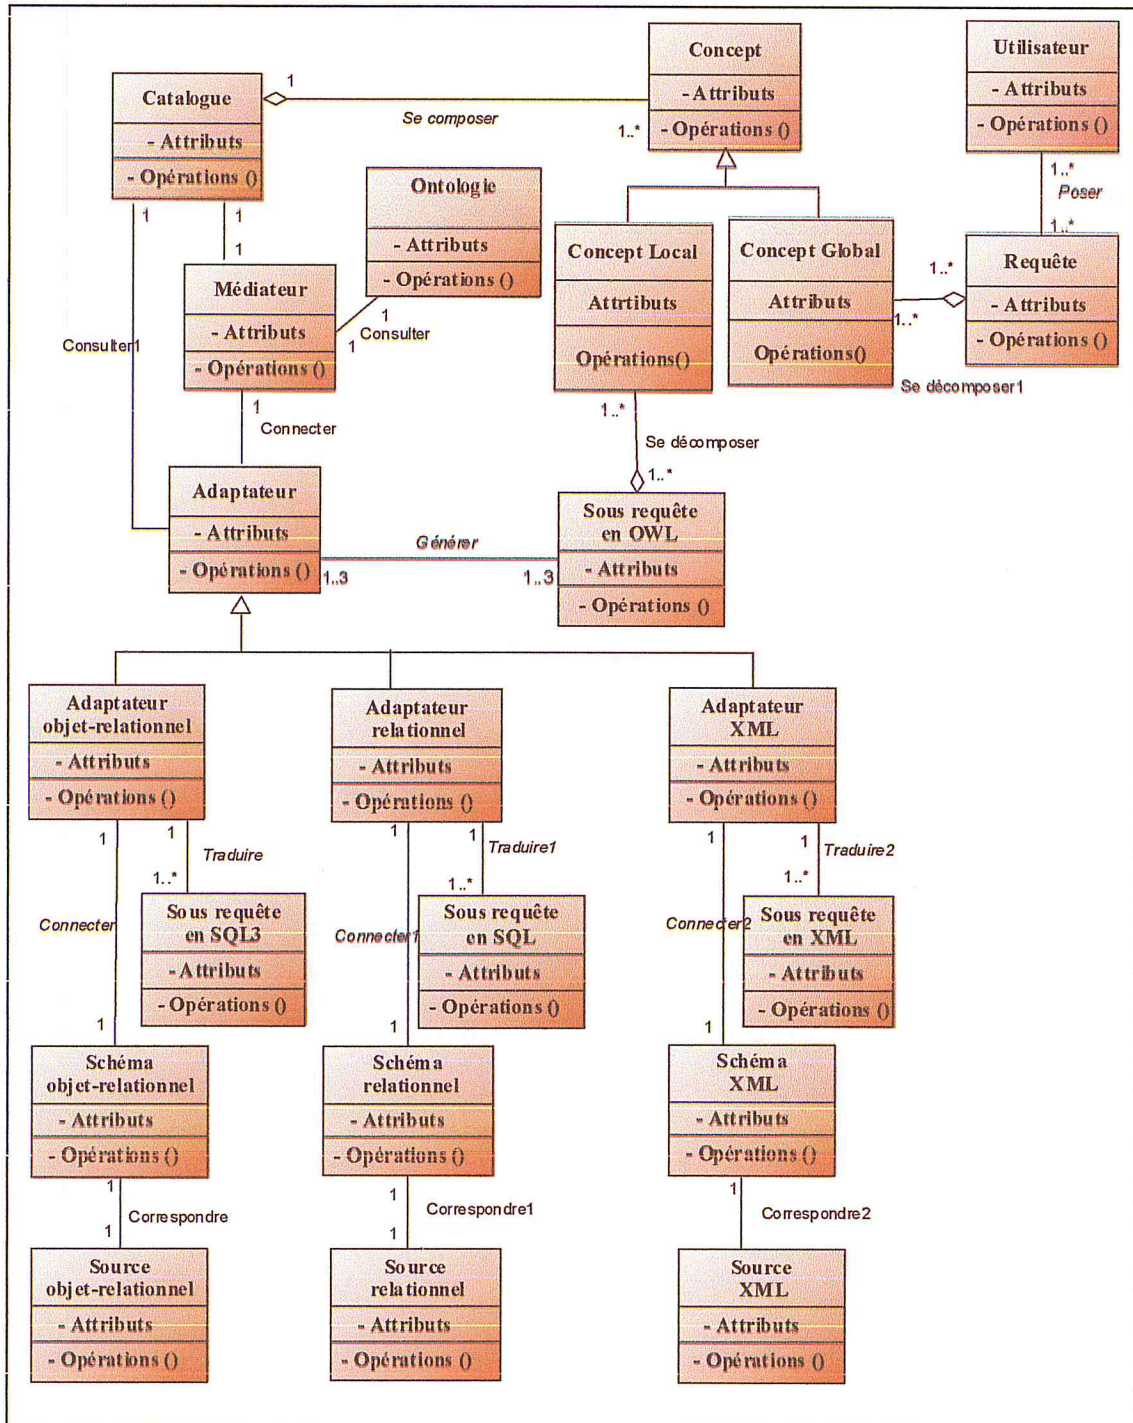 Concept
- Attributs
- Opérations ()
Utilisateur
- Attributs
- Opérations ()
Catalogue
- Attributs
- Opérations ()
1
Se composer
1..*
Ontologie
- Attributs
- Opérations ()
1..*
Poser
1..*
1
1
1
Concept Local
Attrtibuts
Opérations()
Concept Global
Attributs
Opérations()
Requête
- Attributs
- Opérations ()
1..*
1..*
Se décomposer1
Médiateur
- Attributs
- Opérations ()
1
Consulter
1
Consulter1
1
Connecter
1..*
Se décomposer
1..*
Adaptateur
- Attributs
- Opérations ()
Générer
1..3
1..3
Sous requête
en OWL
- Attributs
- Opérations ()
Adaptateur
objet-relationnel
- Attributs
- Opérations ()
Adaptateur
relationnel
- Attributs
- Opérations ()
Adaptateur
XML
- Attributs
- Opérations ()
1
1
Traduire
1..*
1
1
Traduire1
1..*
1
1
Traduire2
1..*
Connecter
Connecter1
Connecter2
Sous requête
en SQL3
- Attributs
- Opérations ()
Sous requête
en SQL
- Attributs
- Opérations ()
Sous requête
en XML
- Attributs
- Opérations ()
1
1
1
Schéma
objet-relationnel
- Attributs
- Opérations ()
Schéma
relationnel
- Attributs
- Opérations ()
Schéma
XML
- Attributs
- Opérations ()
1
Correspondre
1
1
Correspondre1
1
1
Correspondre2
Source
objet-relationnel
- Attributs
- Opérations ()
Source
relationnel
- Attributs
- Opérations ()
Source
XML
- Attributs
- Opérations ()